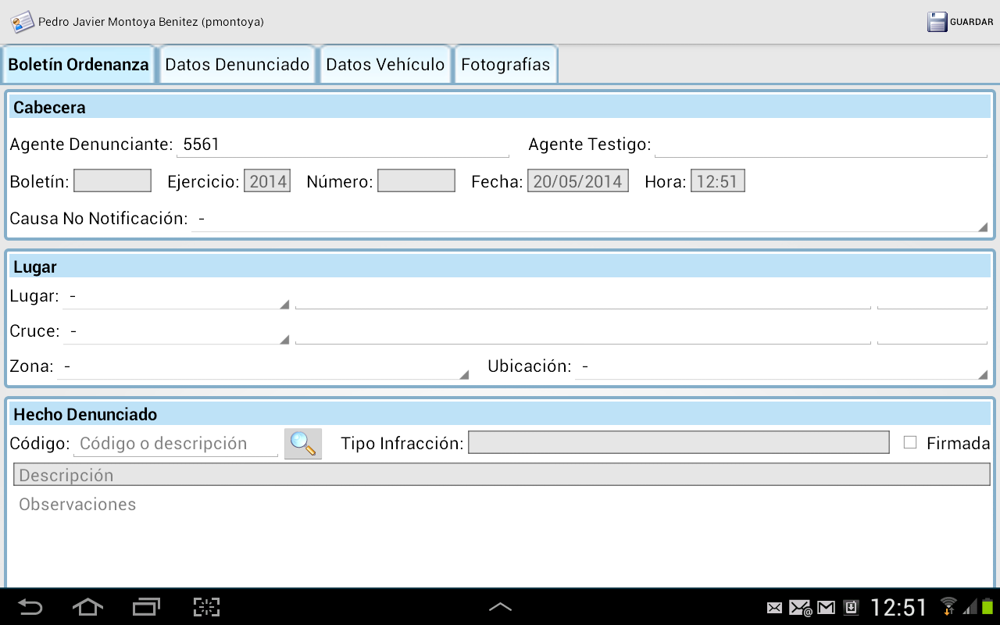 Pedro Javier Montoya Benitez (pmontoya) GUARDAR
Boletín Ordenanza Datos Denunciado Datos Vehículo Fotografías
Cabecera
Agente Denunciante: 5561 Agente Testigo:
Boletín: Ejercicio: 2014 Número: Fecha: 20/05/2014 Hora: 12:51
Causa No Notificación: -
Lugar
Lugar: -
Cruce: -
Zona: - Ubicación: -
Hecho Denunciado
Código: Código o descripción Tipo Infracción: Firmada
Descripción
Observaciones
12:51